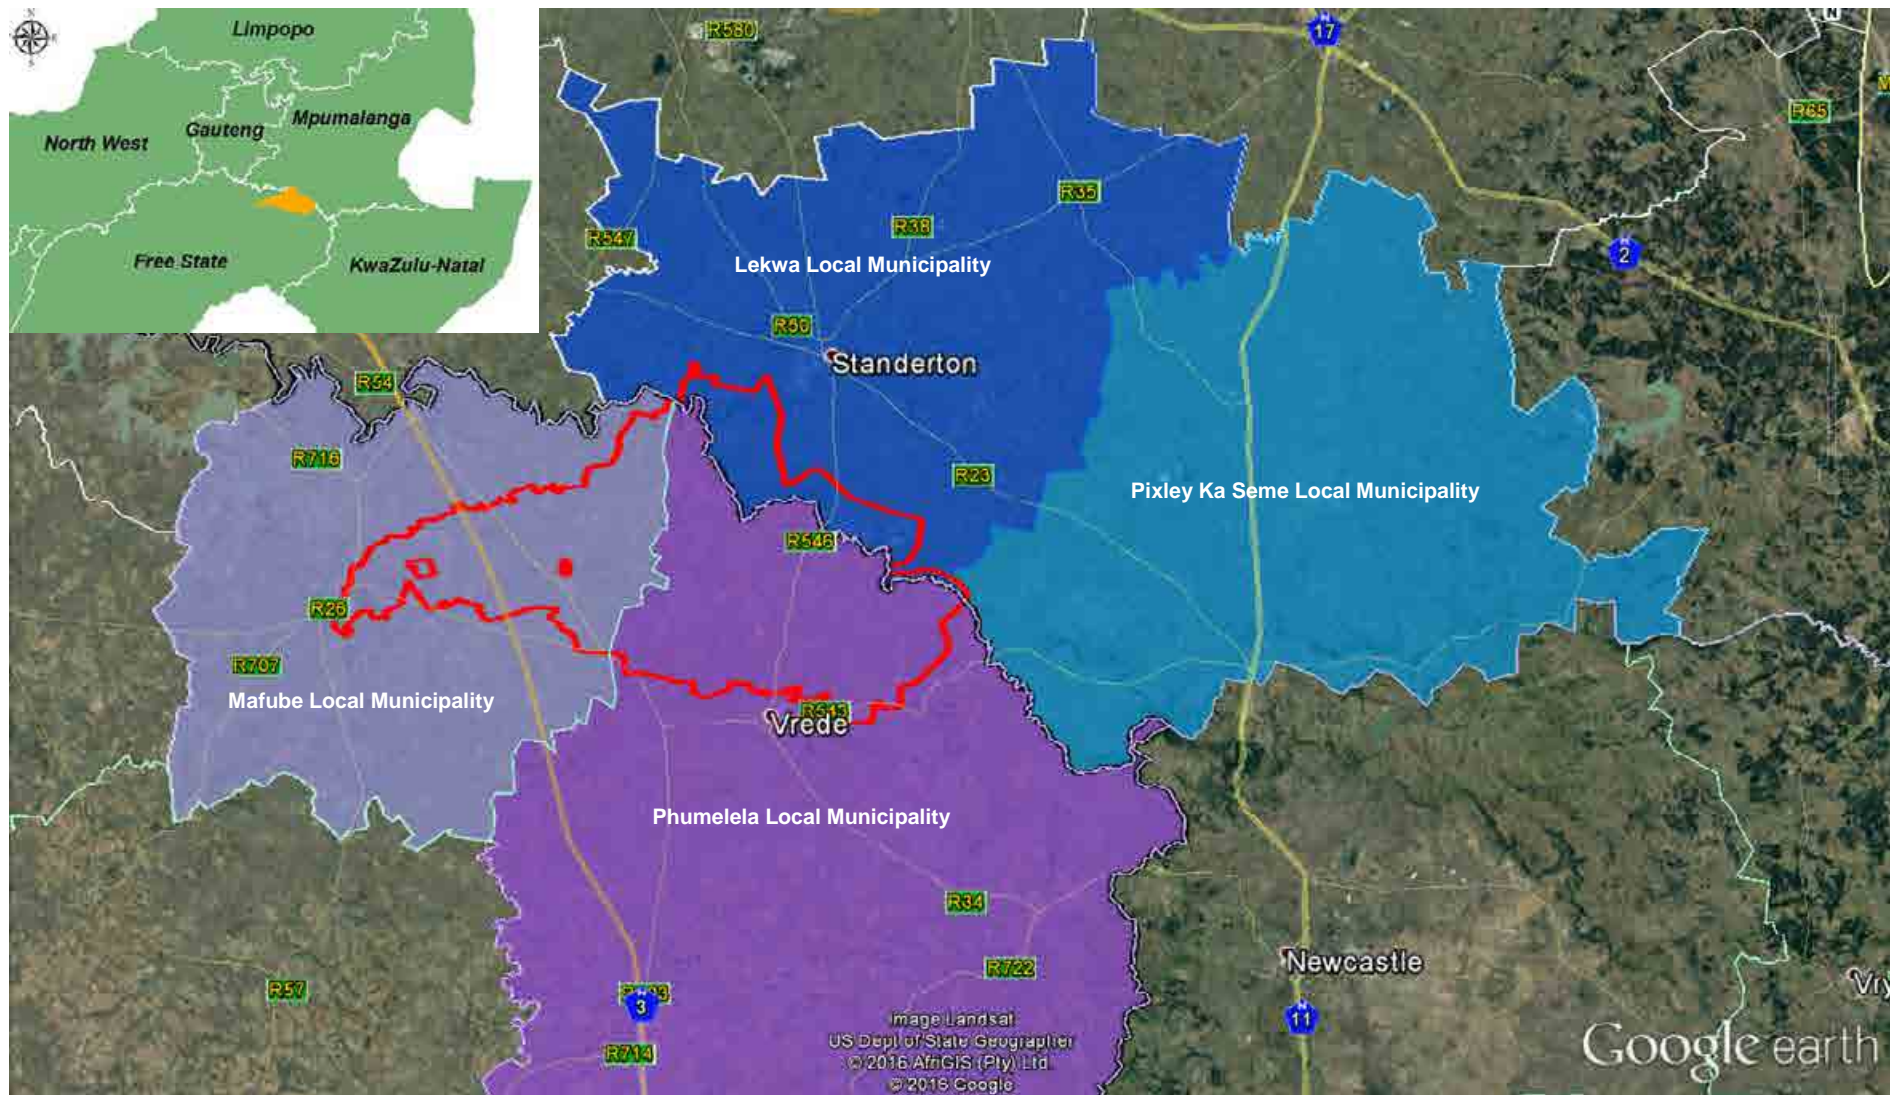 N
E
S
Limpopo
North West
Gauteng
Mpumalanga
Free State
KwaZulu-Natal
R580
N
17
N
R65
R547
R38
R35
N
2
Lekwa Local Municipality
R50
Standerton
R54
R716
R23
Pixley Ka Seme Local Municipality
R546
R26
R707
Mafube Local Municipality
R543
Vrede
Phumelela Local Municipality
R34
R722
Newcastle
R57
N
3
N
11
Vry
R714
Image Landsat
US Dept of State Geographer
© 2016 AfriGIS (Pty) Ltd.
© 2016 Google
Google earth